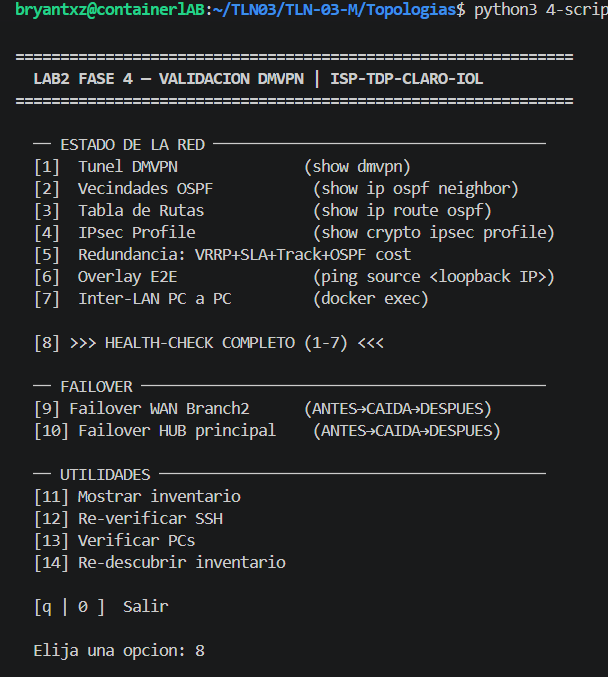 bryantxz@containerlAB:~/TLN03/TLN-03-M/Topologias$ python3 4-scrip
LAB2 FASE 4 — VALIDACION DMVPN | ISP-TDP-CLARO-IOL
── ESTADO DE LA RED
[1] Tunel DMVPN (show dmvpn)
[2] Vecindades OSPF (show ip ospf neighbor)
[3] Tabla de Rutas (show ip route ospf)
[4] IPsec Profile (show crypto ipsec profile)
[5] Redundancia: VRRP+SLA+Track+OSPF cost
[6] Overlay E2E (ping source <loopback IP>)
[7] Inter-LAN PC a PC (docker exec)
[8] >>> HEALTH-CHECK COMPLETO (1-7) <<<
── FAILOVER
[9] Failover WAN Branch2 (ANTES→CAIDA→DESPUES)
[10] Failover HUB principal (ANTES→CAIDA→DESPUES)
── UTILIDADES
[11] Mostrar inventario
[12] Re-verificar SSH
[13] Verificar PCs
[14] Re-descubrir inventario
[q | 0 ] Salir
Elija una opcion: 8